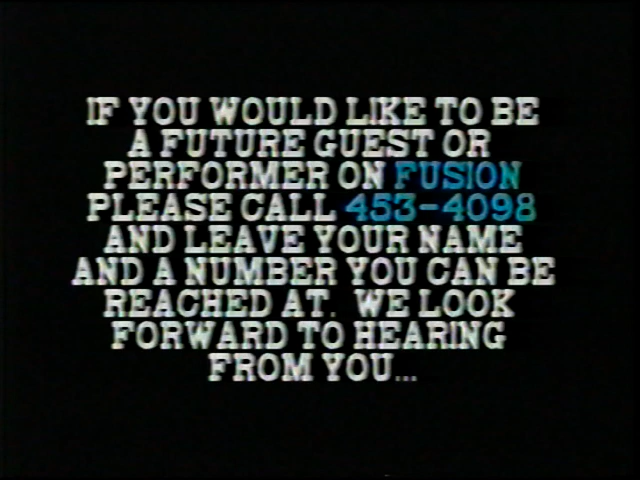 IF YOU WOULD LIKE TO BE
A FUTURE GUEST OR
PERFORMER ON FUSION
PLEASE CALL 453-4098
AND LEAVE YOUR NAME
AND A NUMBER YOU CAN BE
REACHED AT. WE LOOK
FORWARD TO HEARING
FROM YOU...